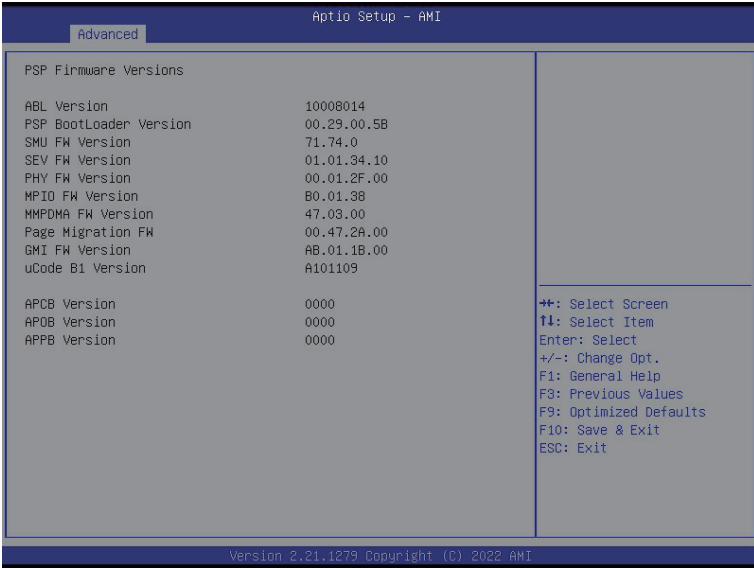 Aptio Setup – AMI
Advanced
PSP Firmware Versions
ABL Version 10008014
PSP BootLoader Version 00.29.00.5B
SMU FW Version 71.74.0
SEV FW Version 01.01.34.10
PHY FW Version 00.01.2F.00
MPIO FW Version B0.01.38
MMPDMA FW Version 47.03.00
Page Migration FW 00.47.2A.00
GMI FW Version AB.01.1B.00
uCode B1 Version A101109
APCB Version 0000
APOB Version 0000
APPB Version 0000
→←: Select Screen
↑↓: Select Item
Enter: Select
+/-: Change Opt.
F1: General Help
F3: Previous Values
F9: Optimized Defaults
F10: Save & Exit
ESC: Exit
Version 2.21.1279 Copyright (C) 2022 AMI